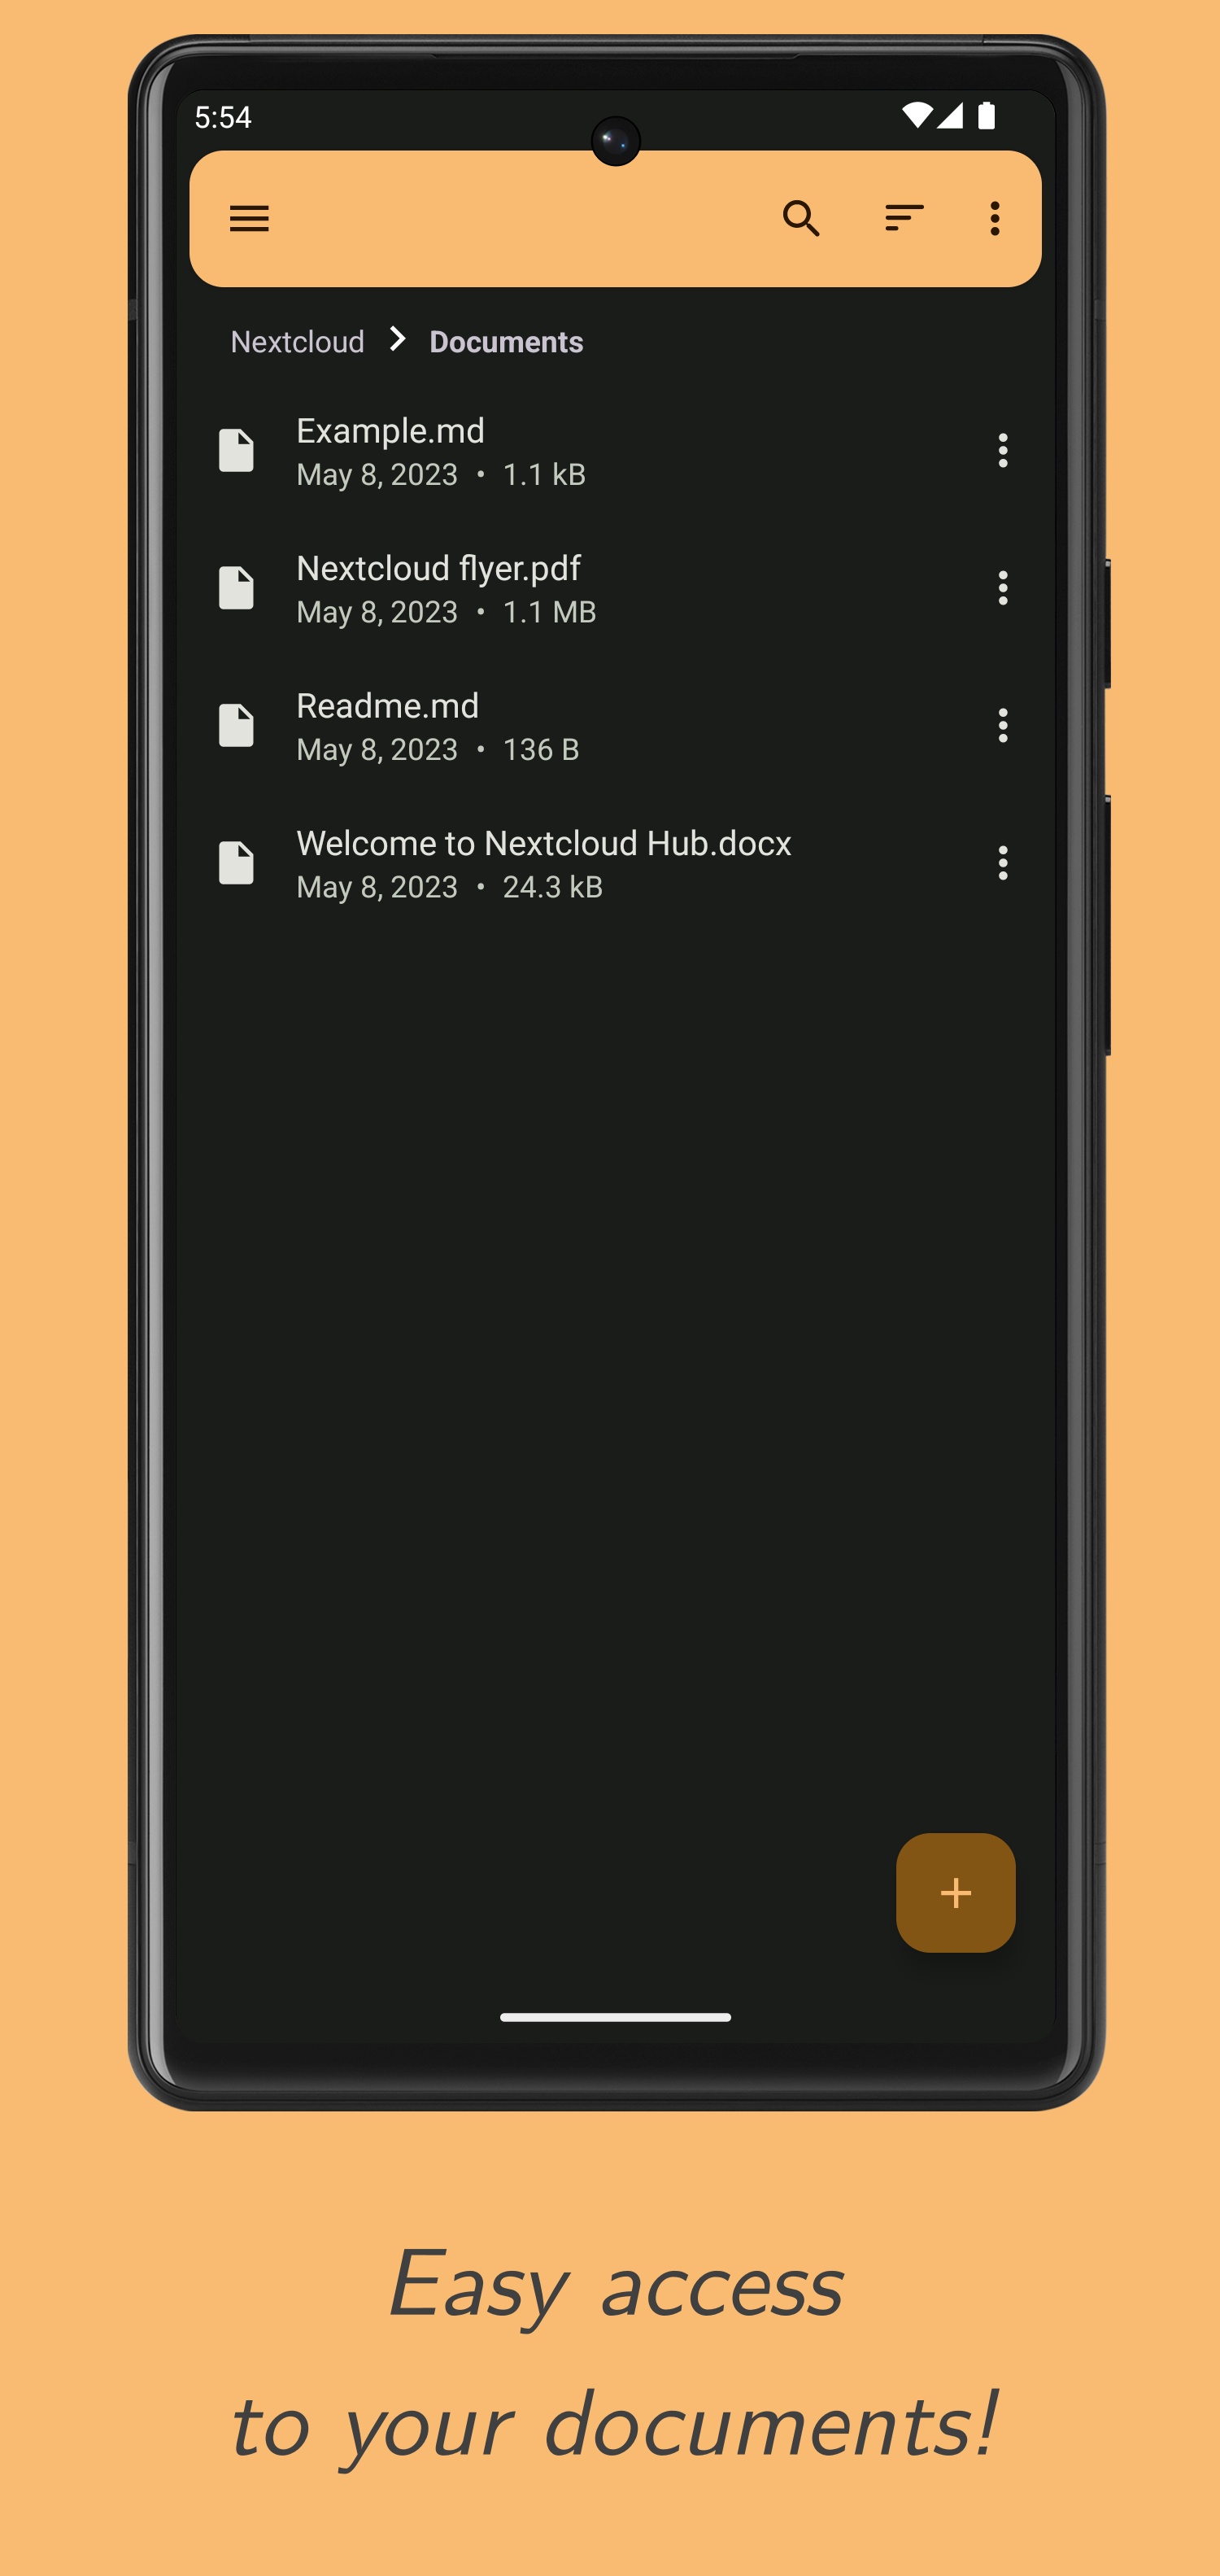 5:54
Nextcloud Documents
Example.md
May 8, 2023 • 1.1 kB
Nextcloud flyer.pdf
May 8, 2023 • 1.1 MB
Readme.md
May 8, 2023 • 136 B
Welcome to Nextcloud Hub.docx
May 8, 2023 • 24.3 kB
Easy access
to your documents!